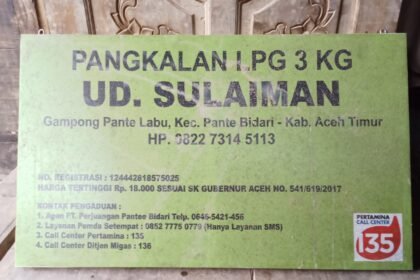 PANGKALAN LPG 3 KG
UD. SULAIMAN
Gampong Pante Labu, Kec. Pante Bidari - Kab. Aceh Timur
HP. 0822 7314 5113
NO. REGISTRASI : 124442618575025
HARGA TERTINGGI Rp. 18.000 SESUAI SK GUBERNUR ACEH NO. 541/619/2017
KONTAK PENGADUAN :
1. Agen PT. Perjuangan Pantee Bidari Telp. 0646-5421-456
2. Layanan Pemda Setempat : 0852 7775 0779 (Hanya Layanan SMS)
3. Call Center Pertamina : 135
4. Call Center Ditjen Migas : 136
PERTAMINA
CALL CENTER
135